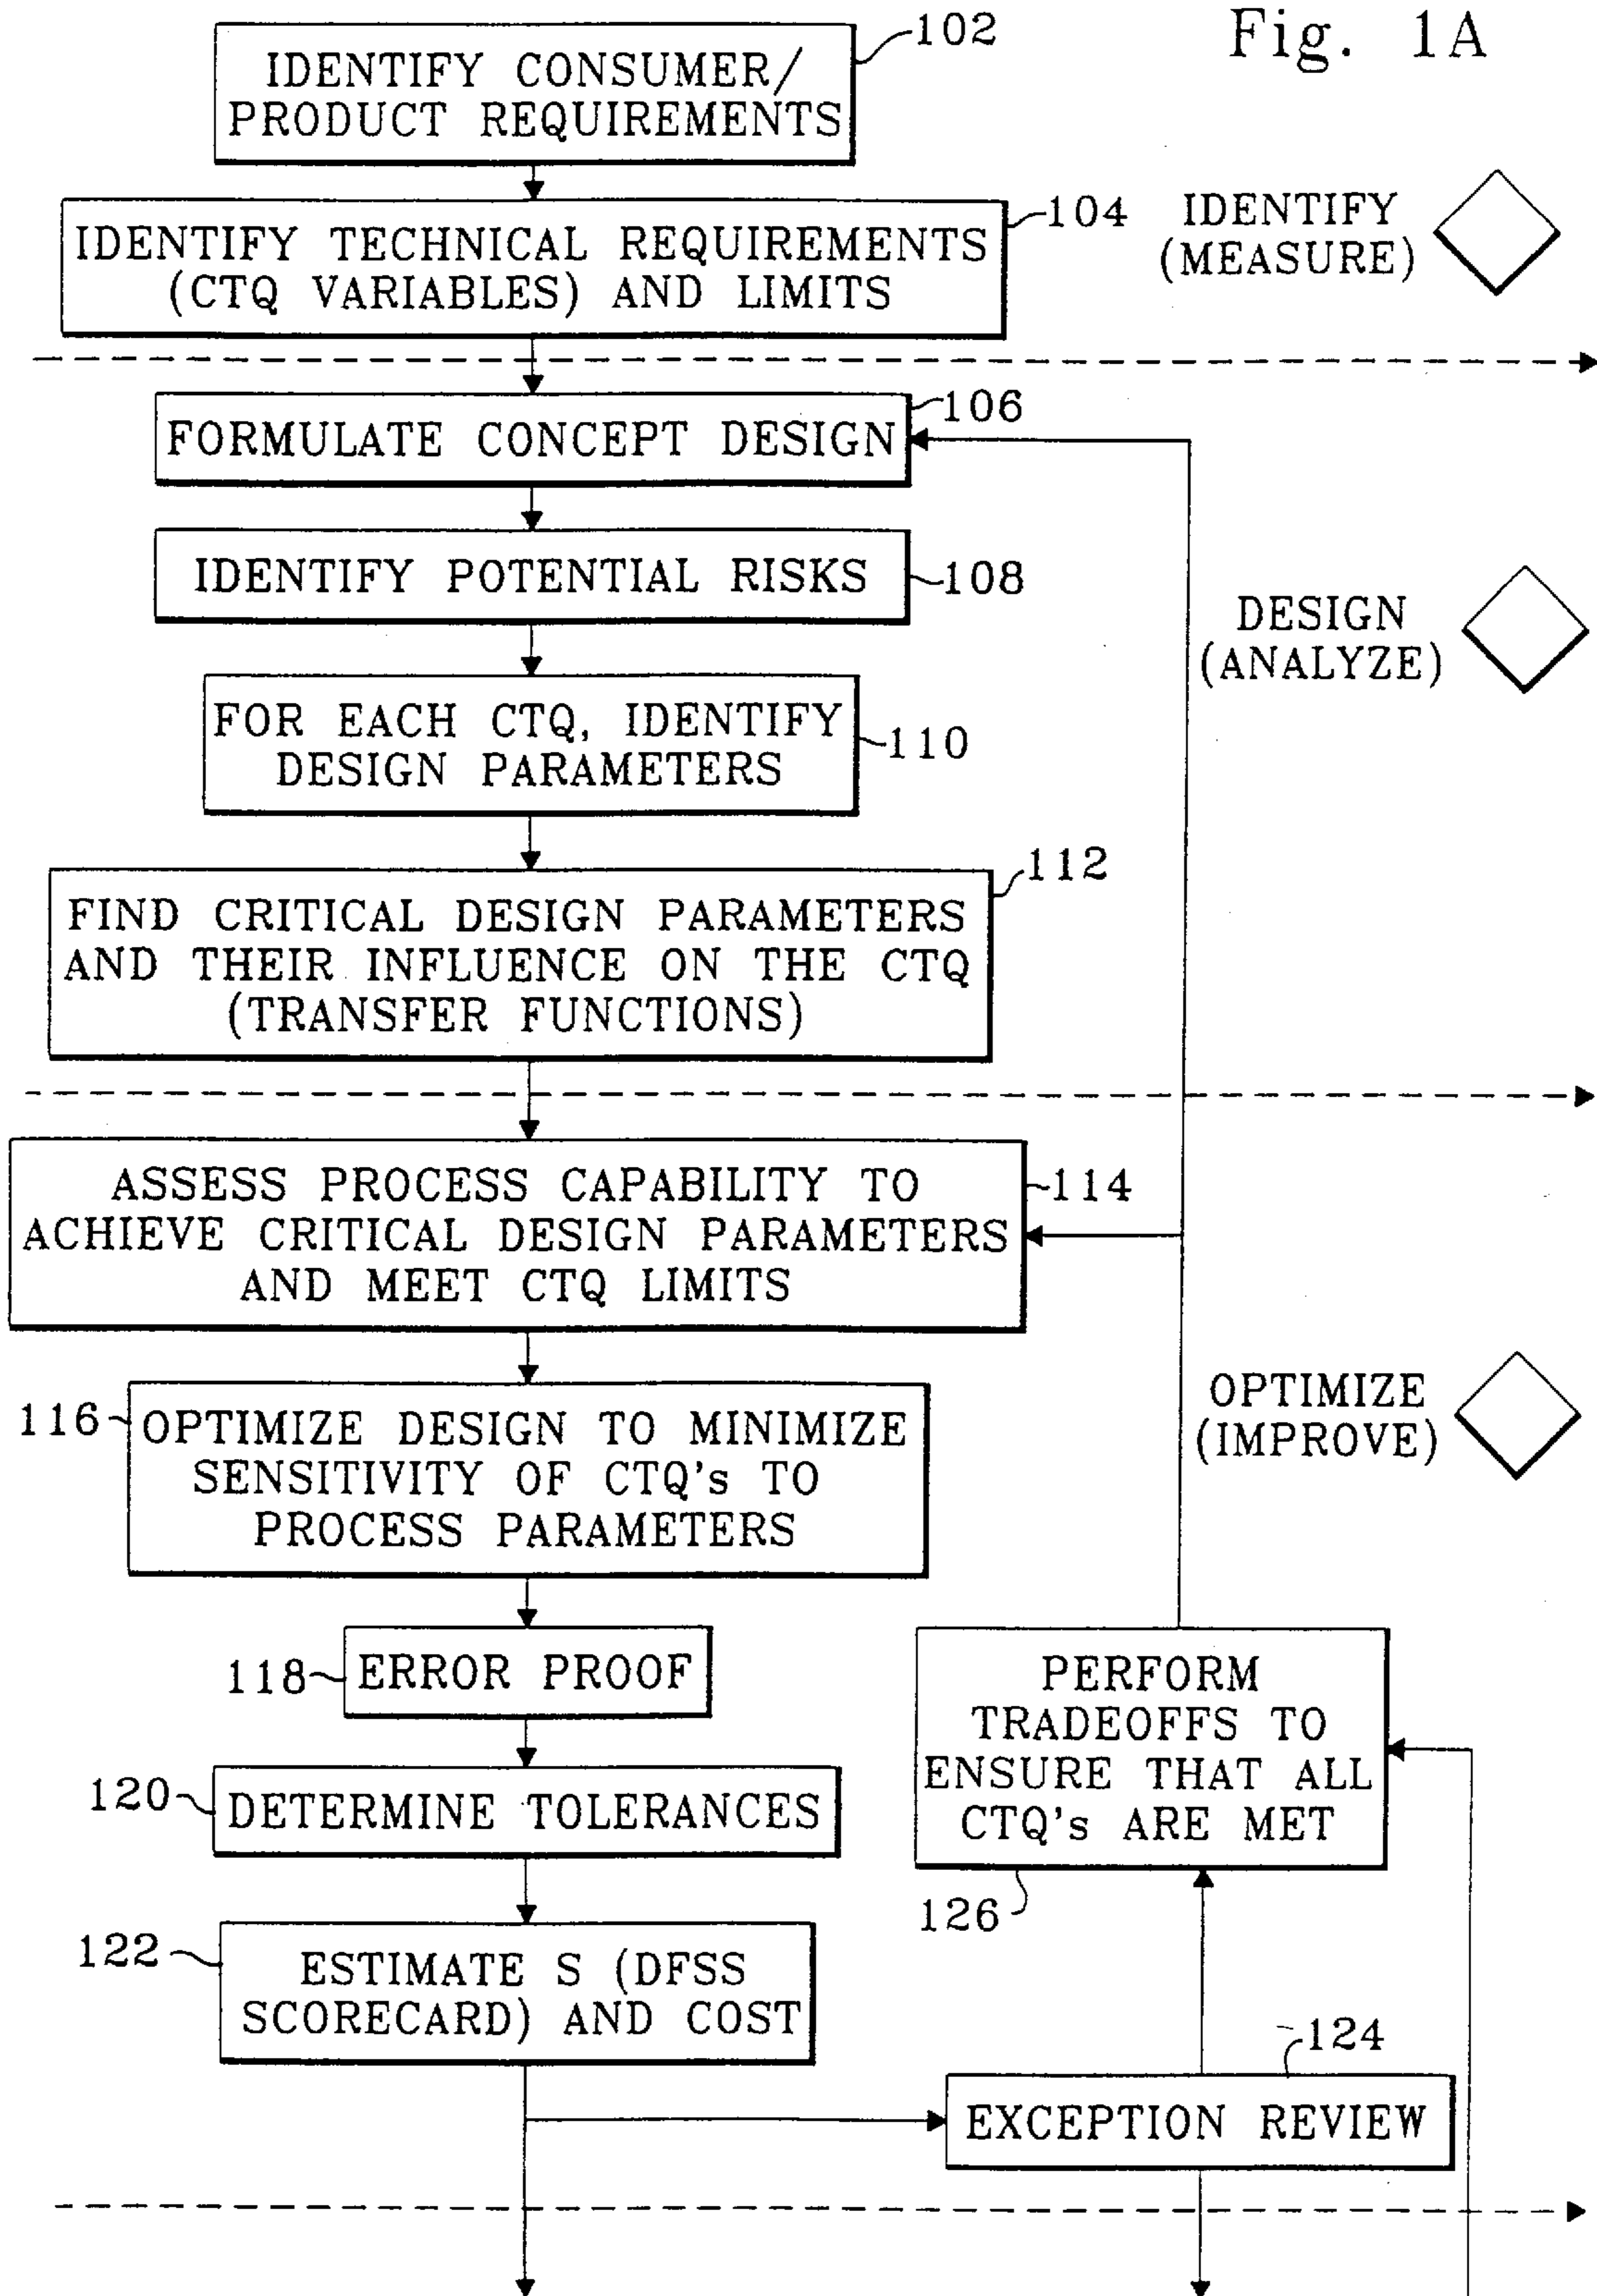 Fig. 1A
102
IDENTIFY CONSUMER/
PRODUCT REQUIREMENTS
104
IDENTIFY TECHNICAL REQUIREMENTS
(CTQ VARIABLES) AND LIMITS
IDENTIFY
(MEASURE)
106
FORMULATE CONCEPT DESIGN
IDENTIFY POTENTIAL RISKS
108
DESIGN
(ANALYZE)
FOR EACH CTQ, IDENTIFY
DESIGN PARAMETERS
110
112
FIND CRITICAL DESIGN PARAMETERS
AND THEIR INFLUENCE ON THE CTQ
(TRANSFER FUNCTIONS)
ASSESS PROCESS CAPABILITY TO
ACHIEVE CRITICAL DESIGN PARAMETERS
AND MEET CTQ LIMITS
114
116
OPTIMIZE DESIGN TO MINIMIZE
SENSITIVITY OF CTQ's TO
PROCESS PARAMETERS
OPTIMIZE
(IMPROVE)
118
ERROR PROOF
PERFORM
TRADEOFFS TO
ENSURE THAT ALL
CTQ's ARE MET
126
120
DETERMINE TOLERANCES
122
ESTIMATE S (DFSS
SCORECARD) AND COST
124
EXCEPTION REVIEW